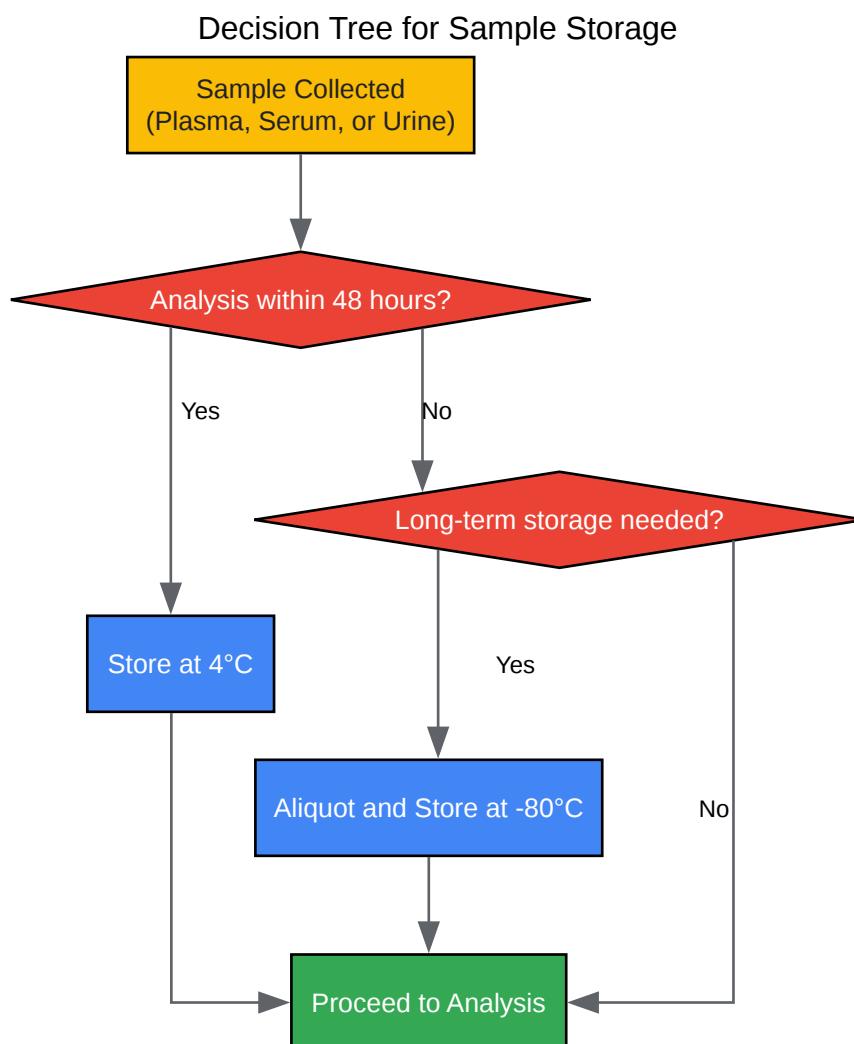 Decision Tree for Sample Storage
Sample Collected
(Plasma, Serum, or Urine)
Analysis within 48 hours?
Yes
No
Long-term storage needed?
Store at 4°C
Yes
Aliquot and Store at -80°C
No
Proceed to Analysis